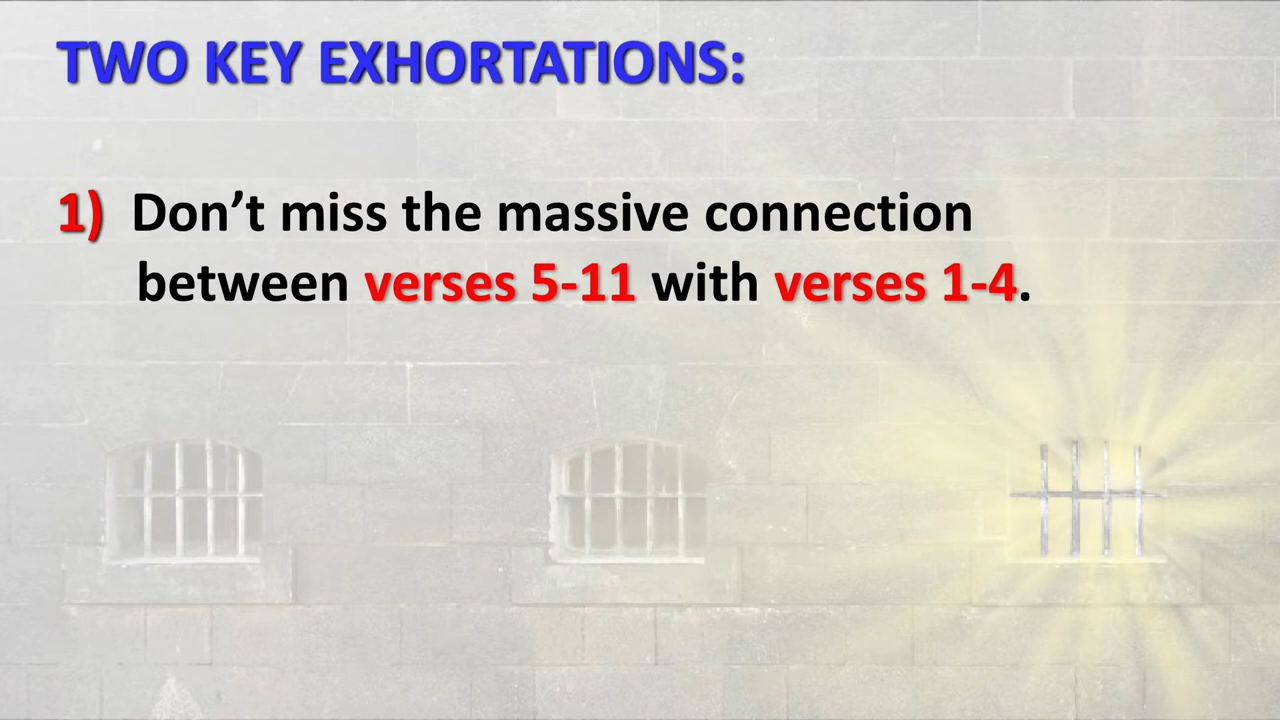 TWO KEY EXHORTATIONS:
1) Don’t miss the massive connection
between verses 5-11 with verses 1-4.